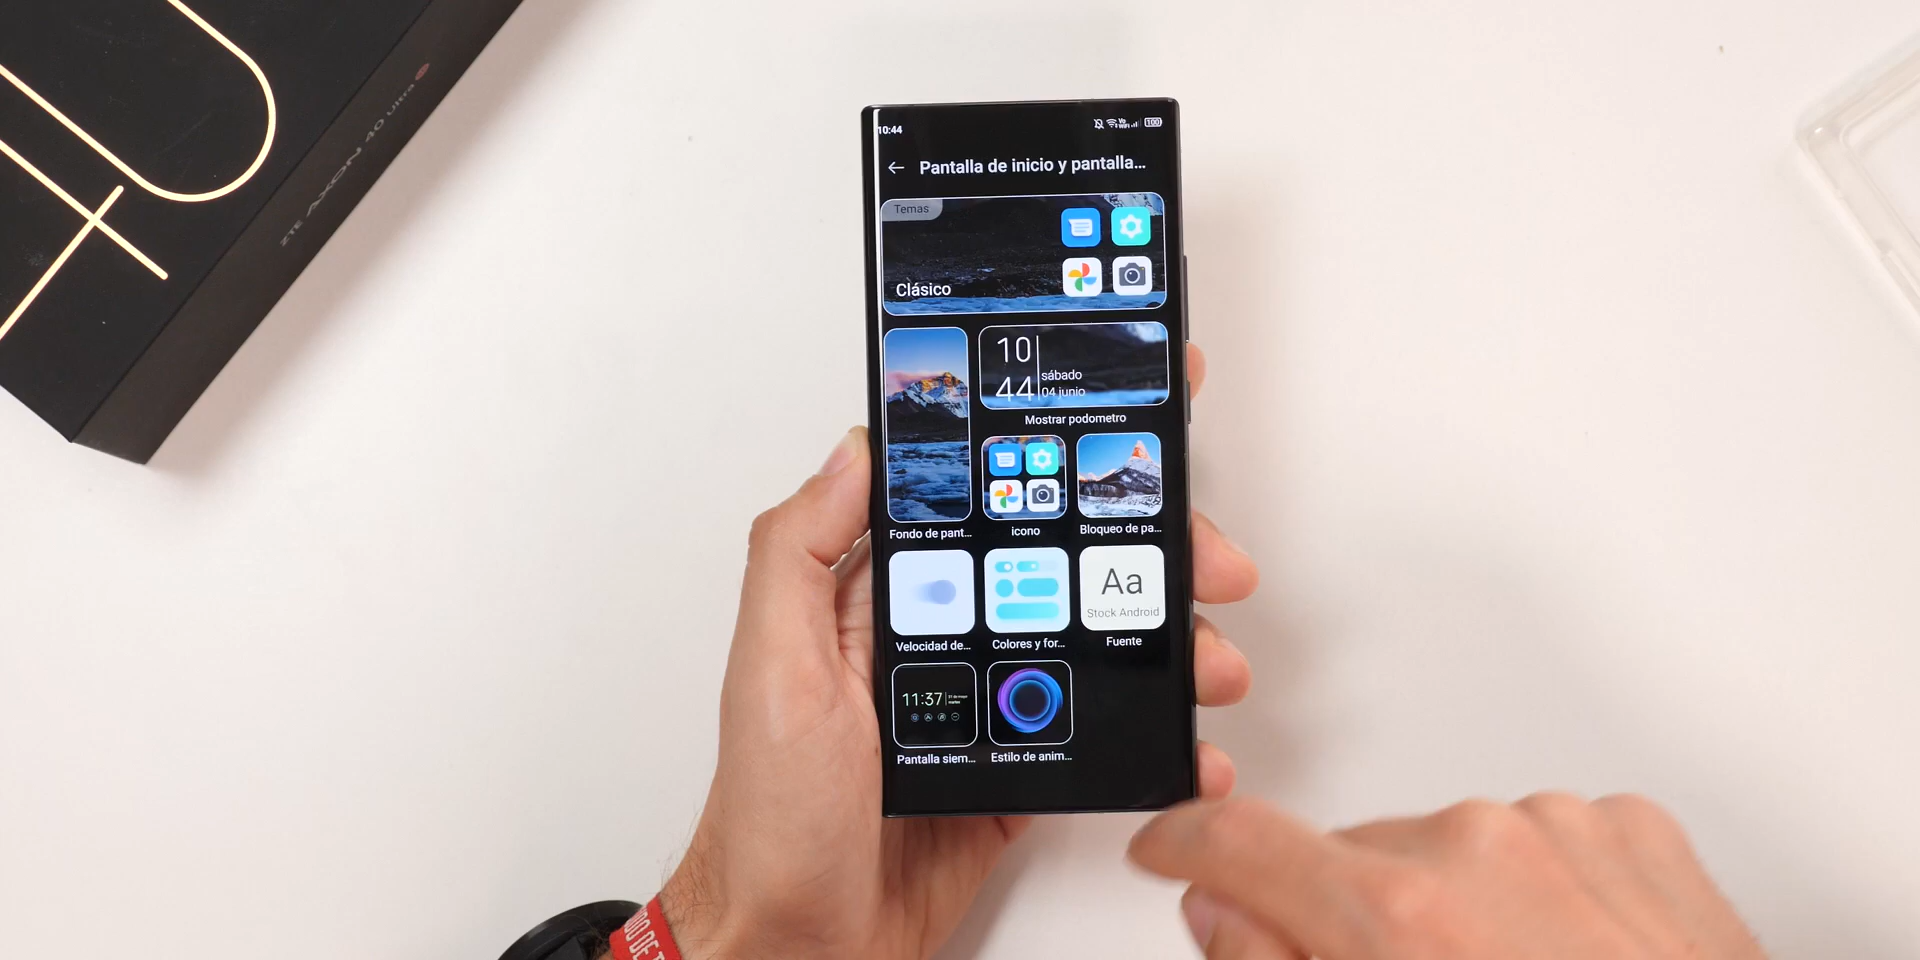 ZTE AXON 40 Ultra
10:44
100
Pantalla de inicio y pantalla...
Temas
Clásico
10
44
sábado
04 junio
Mostrar podometro
Fondo de pant...
icono
Bloqueo de pa...
Aa
Stock Android
Velocidad de...
Colores y for...
Fuente
11:37
Pantalla siem...
Estilo de anim...